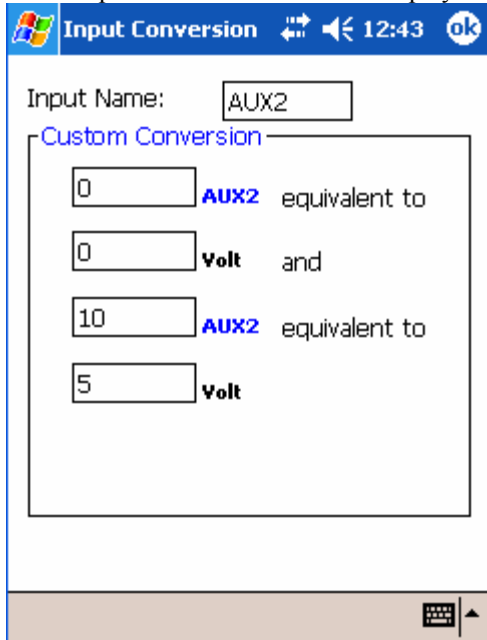 Input Conversion 12:43 ok
Input Name: AUX2
Custom Conversion
0 AUX2 equivalent to
0 Volt and
10 AUX2 equivalent to
5 Volt